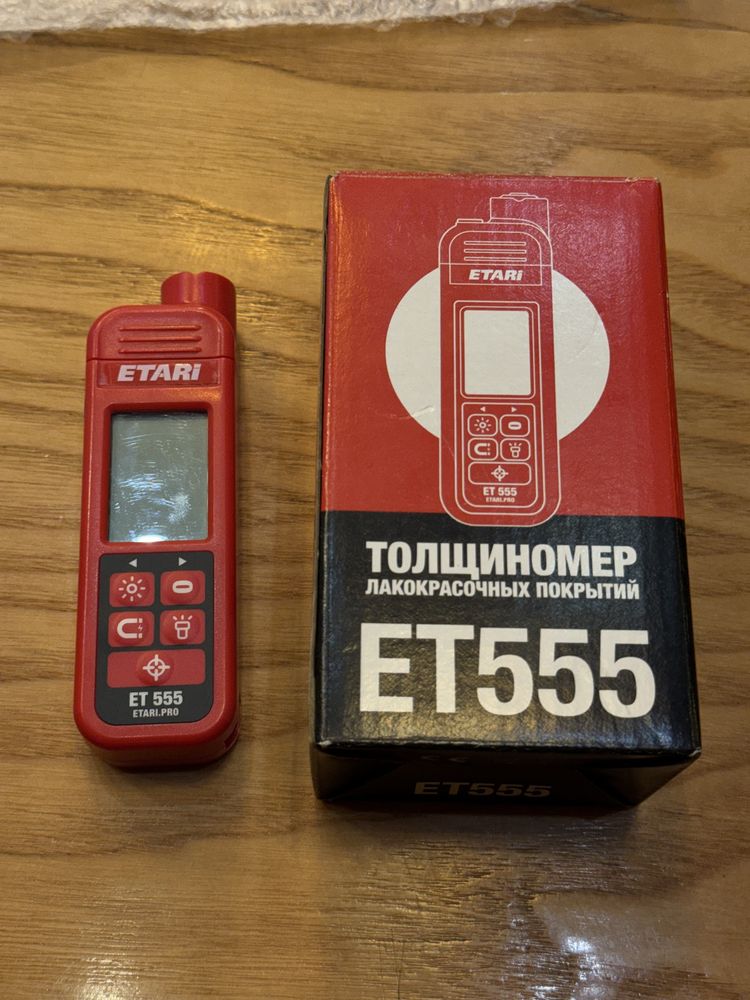 ETARI
ET 555
ETARI.PRO
ETARI
ET 555
ETARI.PRO
ТОЛЩИНОМЕР
ЛАКОКРАСОЧНЫХ ПОКРЫТИЙ
ET555
ET555